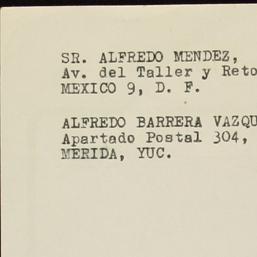 SR. ALFREDO MENDEZ,
Av. del Taller y Reto
MEXICO 9, D. F.
ALFREDO BARRERA VAZQU
Apartado Postal 304,
MERIDA, YUC.